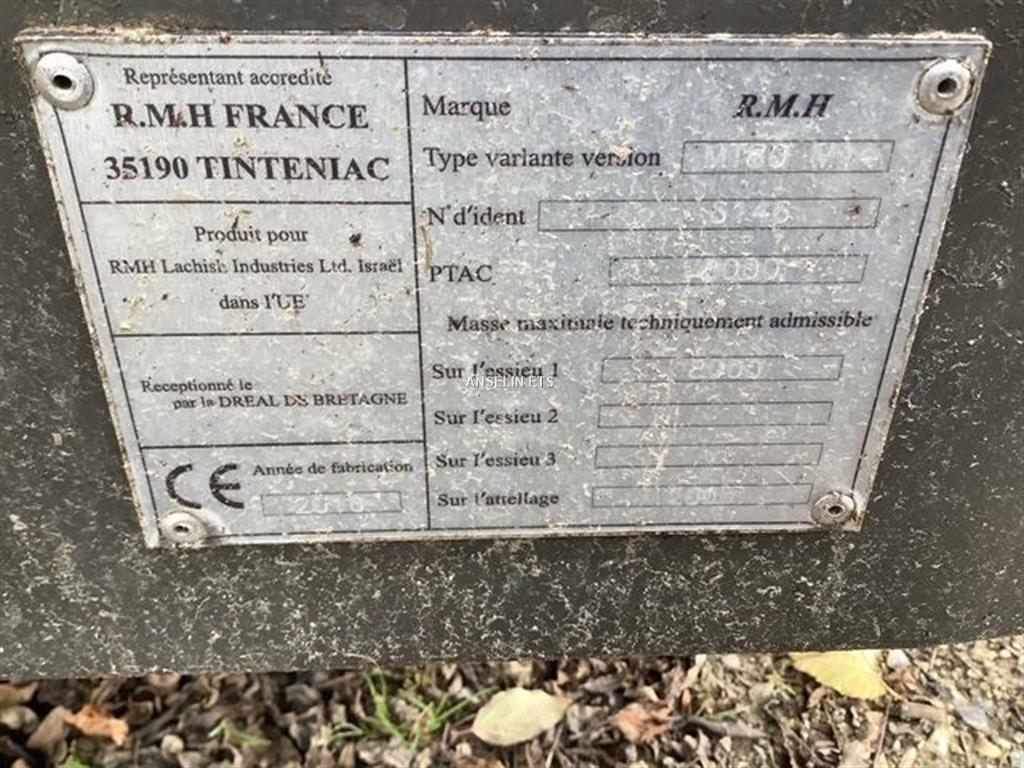 Représentant accredité
R.M.H FRANCE
35190 TINTENIAC
Produit pour
RMH Lachish Industries Ltd. Israël
dans l'UE
Receptionné le
par la DREAL DE BRETAGNE
CE Année de fabrication
Marque R.M.H
Type variante version
N°d'ident
PTAC
Masse maximale techniquement admissible
Sur l'essieu 1
Sur l'essieu 2
Sur l'essieu 3
Sur l'attellage
ANSELIN ETS